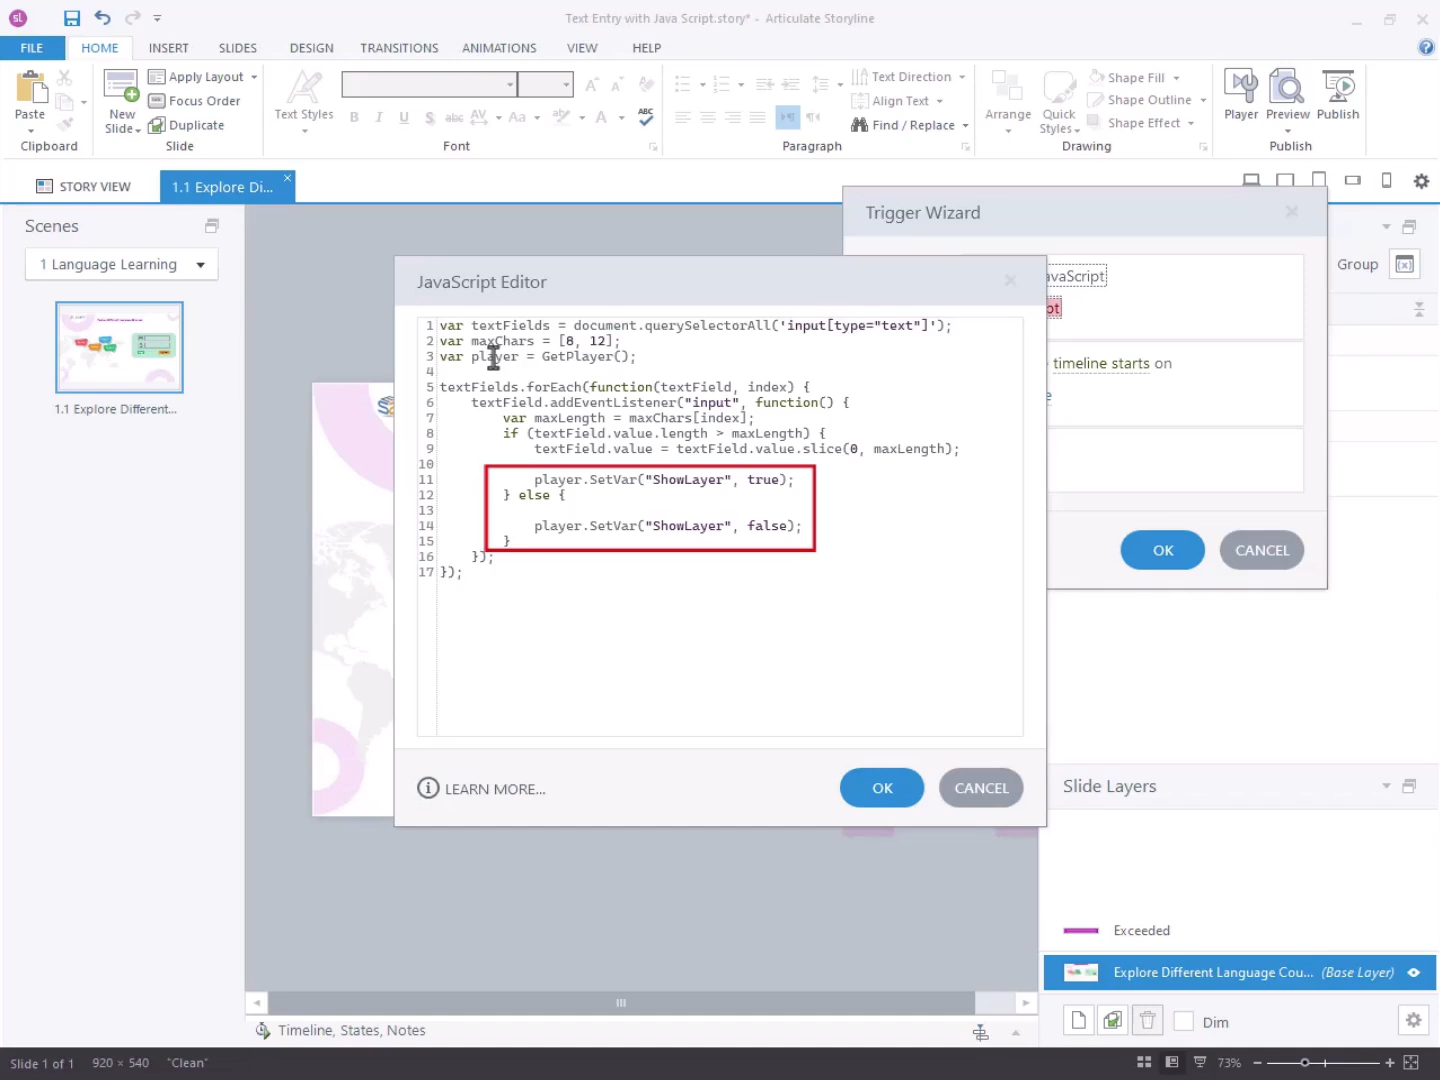 sl
Text Entry with Java Script.story* - Articulate Storyline
FILE
HOME
INSERT
SLIDES
DESIGN
TRANSITIONS
ANIMATIONS
VIEW
HELP
Paste
Clipboard
New Slide
Apply Layout
Focus Order
Duplicate
Slide
Text Styles
B I U S abc AV Aa A
ABC
Font
Text Direction
Align Text
Find / Replace
Paragraph
Arrange
Quick Styles
Shape Fill
Shape Outline
Shape Effect
Drawing
Player
Preview
Publish
Publish
STORY VIEW
1.1 Explore Di...
Scenes
1 Language Learning
1.1 Explore Different...
Trigger Wizard
avaScript
pt
timeline starts on
e
OK
CANCEL
Group
JavaScript Editor
1 var textFields = document.querySelectorAll('input[type="text"]');
2 var maxChars = [8, 12];
3 var player = GetPlayer();
4
5 textFields.forEach(function(textField, index) {
6 textField.addEventListener("input", function() {
7 var maxLength = maxChars[index];
8 if (textField.value.length > maxLength) {
9 textField.value = textField.value.slice(0, maxLength);
10
11 player.SetVar("ShowLayer", true);
12 } else {
13
14 player.SetVar("ShowLayer", false);
15 }
16 });
17 });
LEARN MORE...
OK
CANCEL
Slide Layers
Exceeded
Explore Different Language Cou... (Base Layer)
Dim
Timeline, States, Notes
Slide 1 of 1
920 × 540
"Clean"
73%